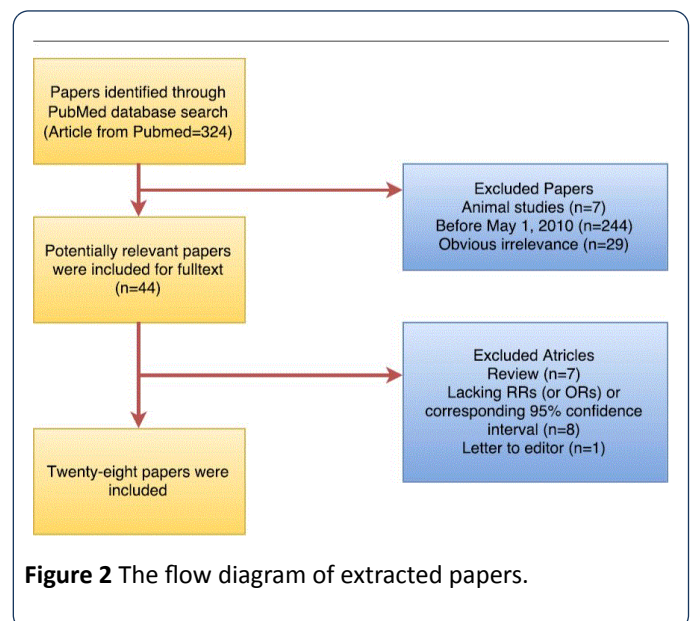 Papers identified through
PubMed database search
(Article from Pubmed=324)
Excluded Papers
Animal studies (n=7)
Before May 1, 2010 (n=244)
Obvious irrelevance (n=29)
Potentially relevant papers
were included for fulltext
(n=44)
Excluded Atricles
Review (n=7)
Lacking RRs (or ORs) or
corresponding 95% confidence
interval (n=8)
Letter to editor (n=1)
Twenty-eight papers were
included
Figure 2 The flow diagram of extracted papers.